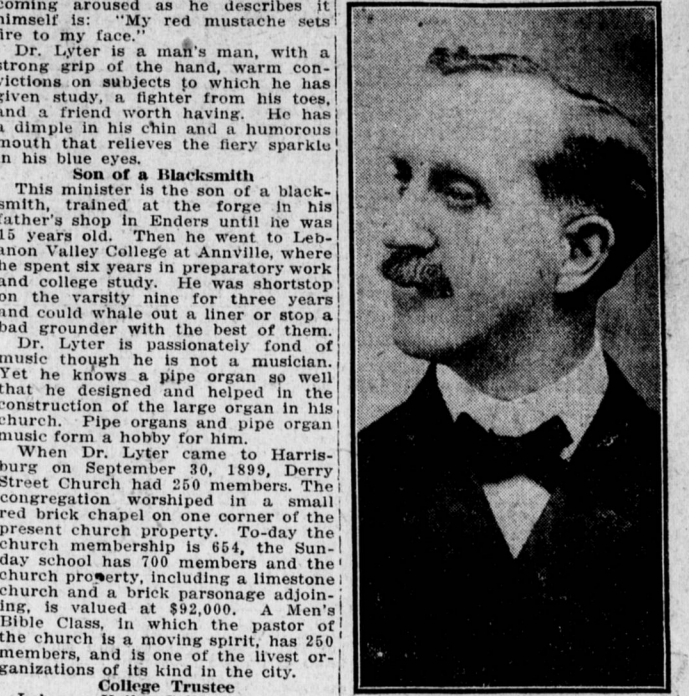 coming aroused as he describes it
himself is: "My red mustache sets
ire to my face."
Dr. Lyter is a man's man, with a
strong grip of the hand, warm con-
victions on subjects to which he has
given study, a fighter from his toes,
and a friend worth having. He has
a dimple in his chin and a humorous
mouth that relieves the fiery sparkle
n his blue eyes.
Son of a Blacksmith
This minister is the son of a black-
smith, trained at the forge in his
father's shop in Enders until he was
15 years old. Then he went to Leb-
anon Valley College at Annville, where
he spent six years in preparatory work
and college study. He was shortstop
on the varsity nine for three years
and could whale out a liner or stop a
bad grounder with the best of them.
Dr. Lyter is passionately fond of
music though he is not a musician.
Yet he knows a pipe organ so well
that he designed and helped in the
construction of the large organ in his
church. Pipe organs and pipe organ
music form a hobby for him.
When Dr. Lyter came to Harris-
burg on September 30, 1899, Derry
Street Church had 250 members. The
congregation worshiped in a small
red brick chapel on one corner of the
present church property. To-day the
church membership is 654, the Sun-
day school has 700 members and the
church property, including a limestone
church and a brick parsonage adjoin-
ing, is valued at $92,000. A Men's
Bible Class, in which the pastor of
the church is a moving spirit, has 250
members, and is one of the livest or-
ganizations of its kind in the city.
College Trustee